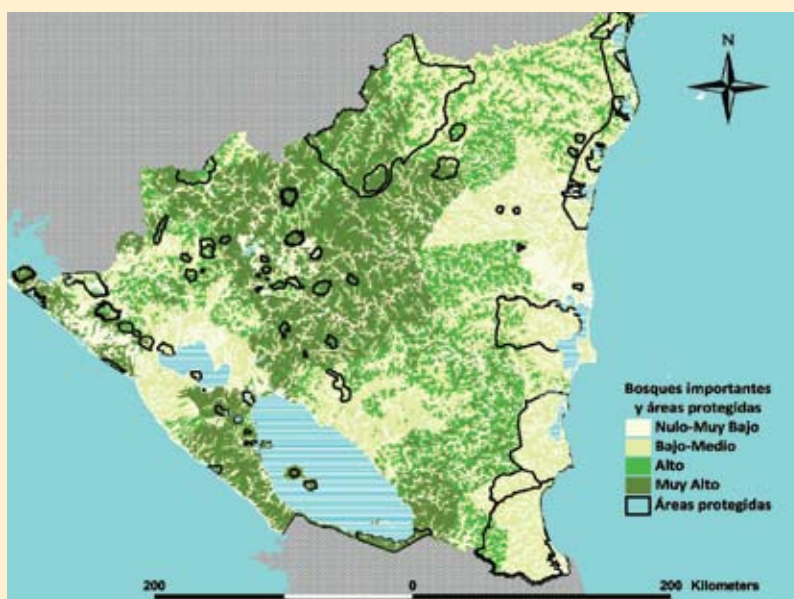 N
Bosques importantes
y áreas protegidas
Nulo-Muy Bajo
Bajo-Medio
Alto
Muy Alto
Áreas protegidas
200 0 200 Kilometers